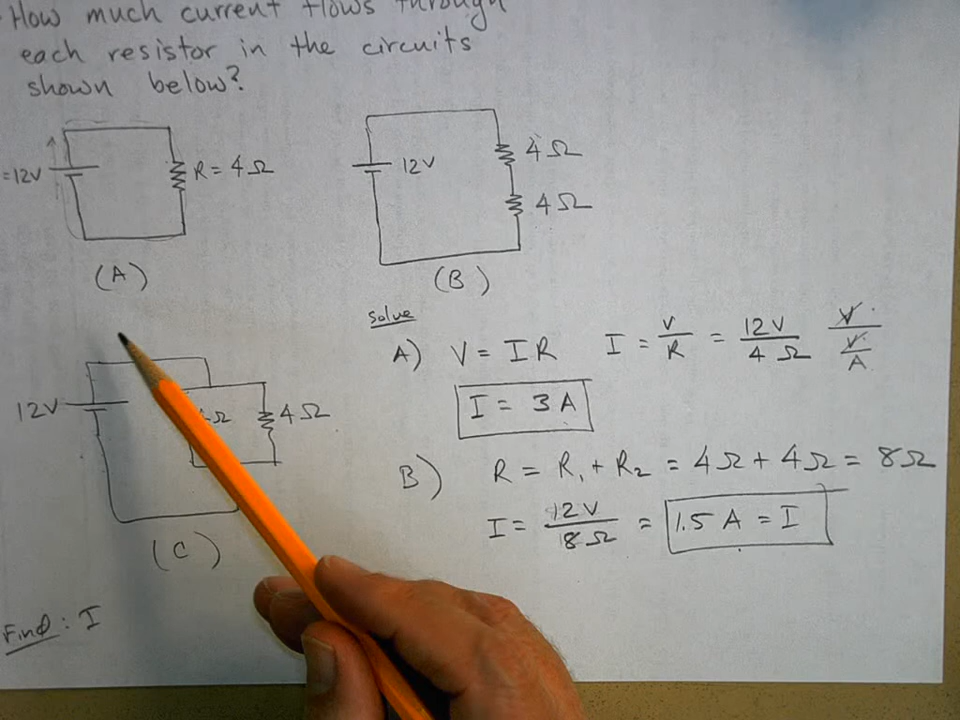 How much current flows through
each resistor in the circuits
shown below?
=12V
R = 4Ω
(A)
12V
4Ω
4Ω
(B)
12V
Ω
4Ω
(C)
Find: I
Solve
A) V = IR I = V/R = 12V/4Ω V/(V/A)
I = 3A
B) R = R₁ + R₂ = 4Ω + 4Ω = 8Ω
I = 12V/8Ω = 1.5 A = I